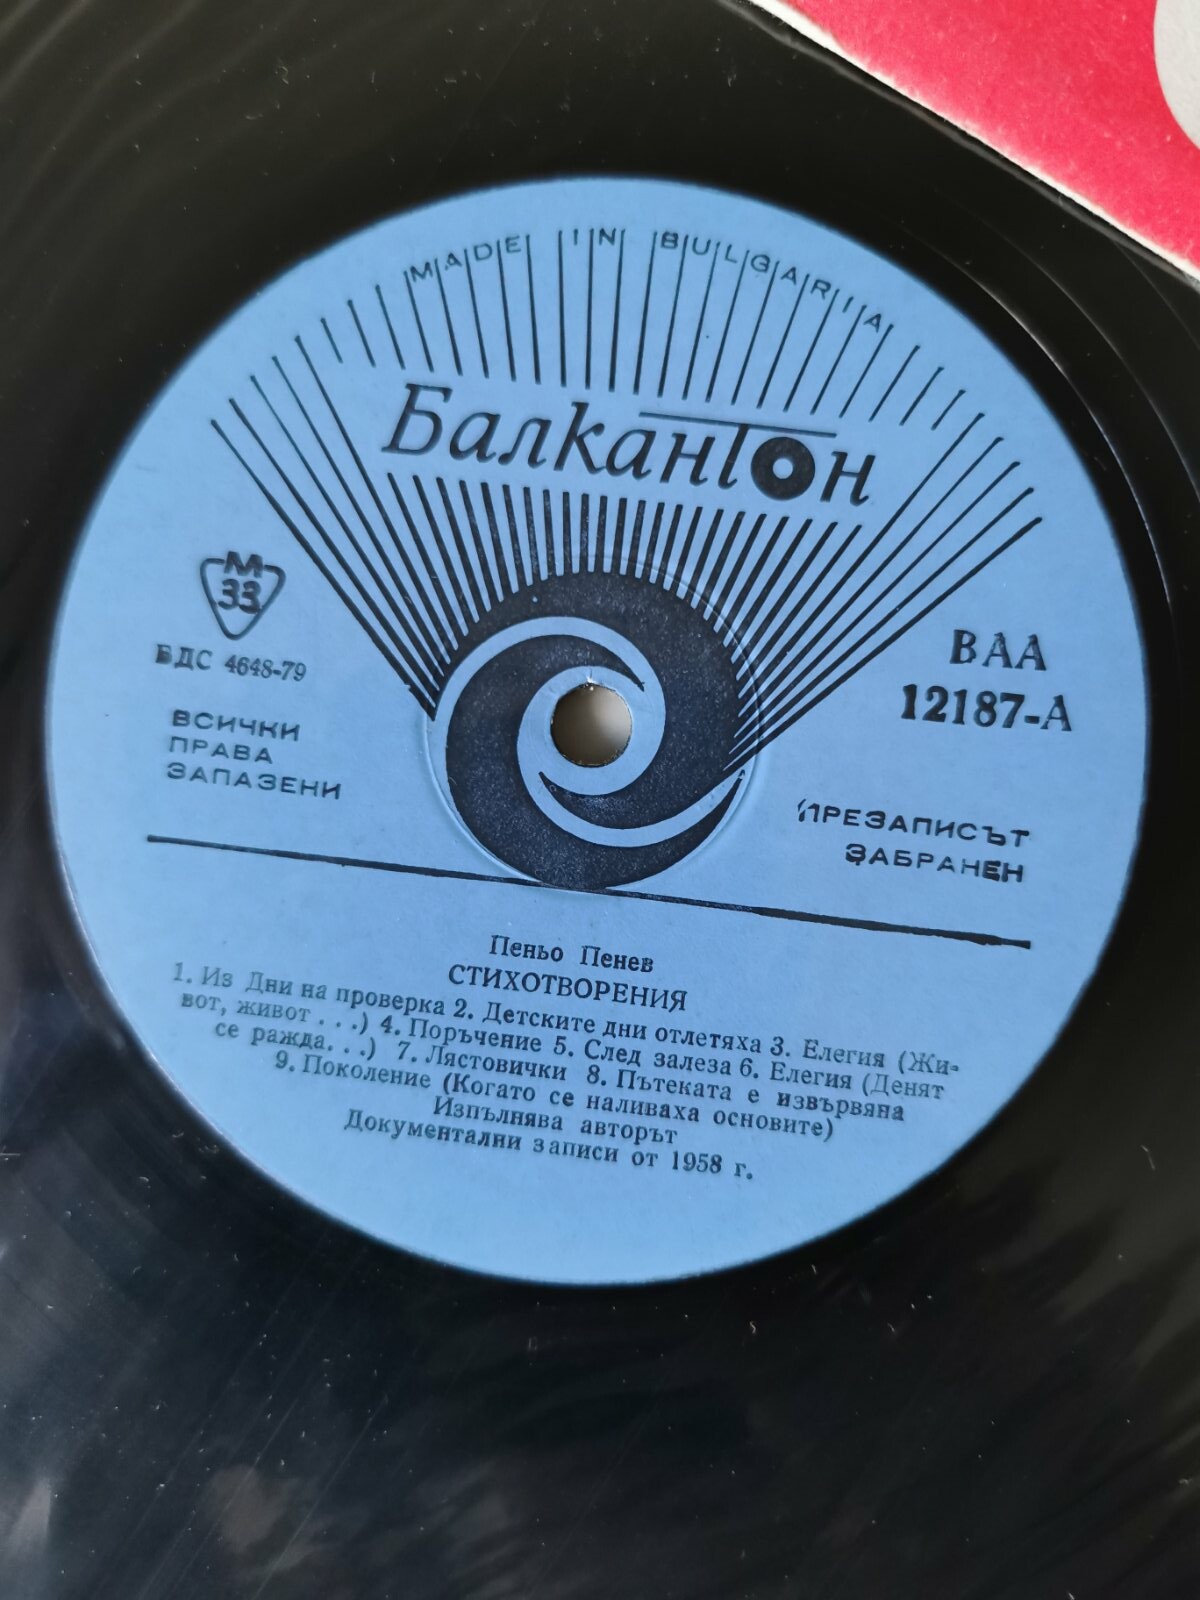 MADE IN BULGARIA
Балкантон
М
33
БДС 4648-79
ВСИЧКИ
ПРАВА
ЗАПАЗЕНИ
ВАА
12187-А
ПРЕЗАПИСЪТ
ЗАБРАНЕН
Пеньо Пенев
СТИХОТВОРЕНИЯ
1. Из Дни на проверка 2. Детските дни отлетяха 3. Елегия (Жи-
вот, живот . . .) 4. Поръчение 5. След залеза 6. Елегия (Денят
се ражда. . .) 7. Лястовички 8. Пътеката е извървяна
9. Поколение (Когато се наливаха основите)
Изпълнява авторът
Документални записи от 1958 г.